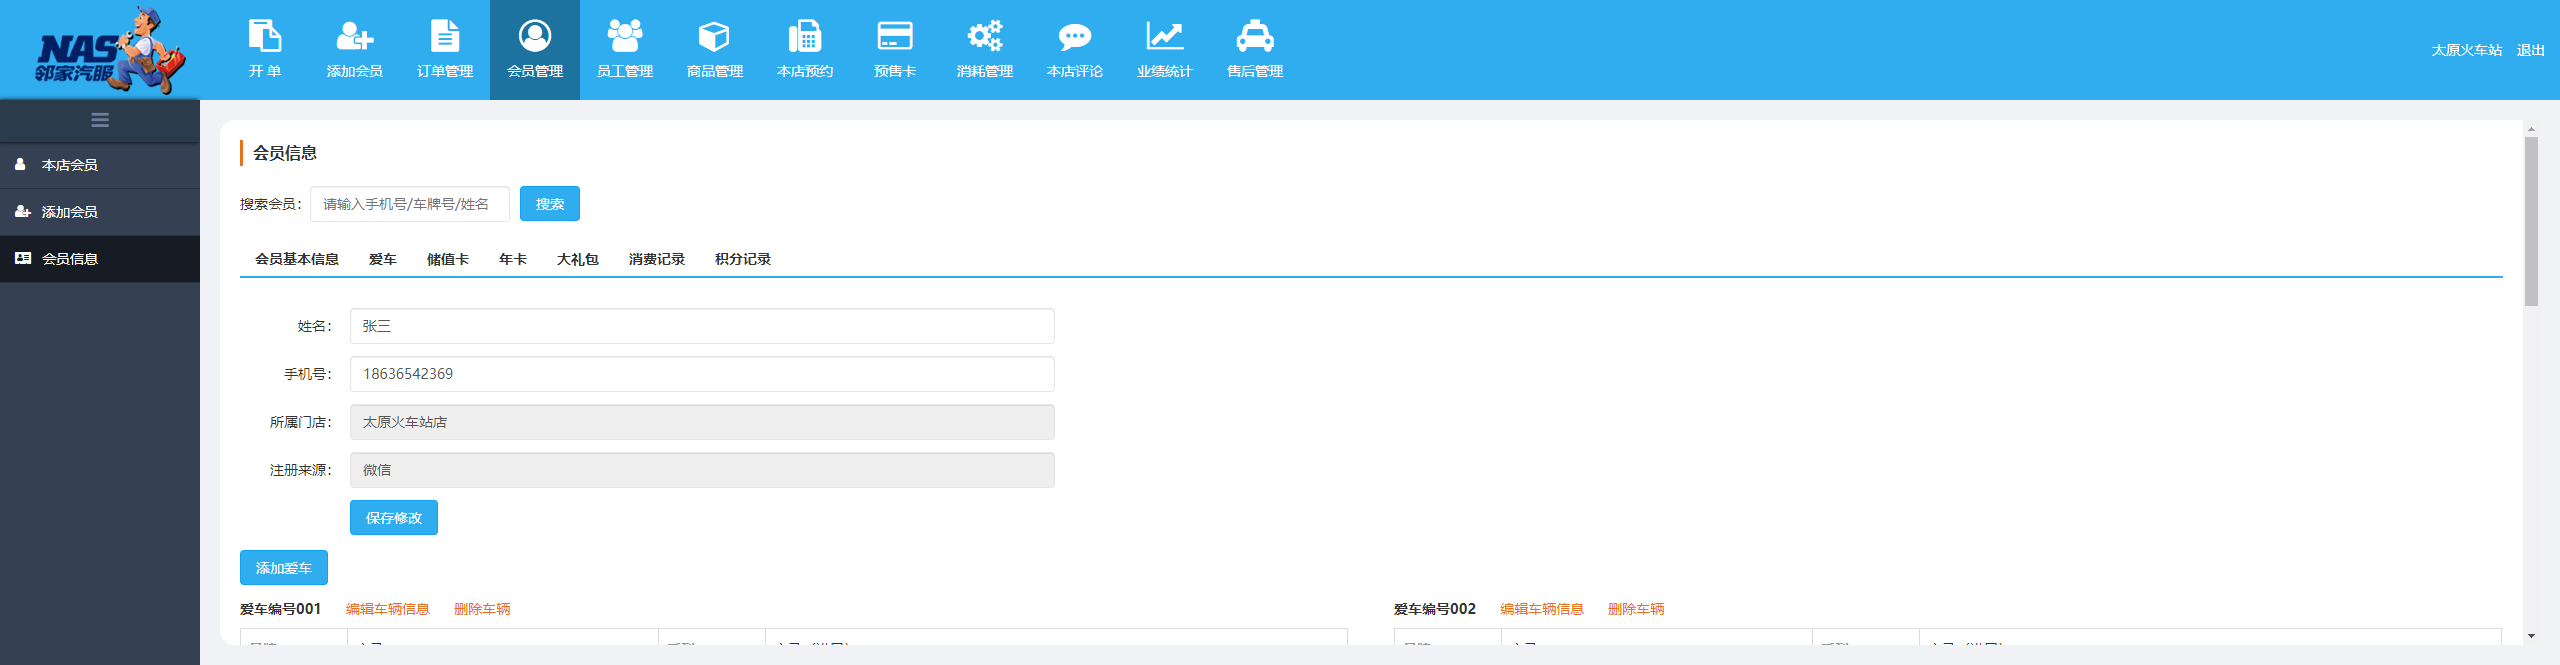 NAS
邻家汽服
开 单
添加会员
订单管理
会员管理
员工管理
商品管理
本店预约
预售卡
消耗管理
本店评论
业绩统计
售后管理
太原火车站 退出
本店会员
添加会员
会员信息
会员信息
搜索会员： 请输入手机号/车牌号/姓名 搜索
会员基本信息 爱车 储值卡 年卡 大礼包 消费记录 积分记录
姓名： 张三
手机号： 18636542369
所属门店： 太原火车站店
注册来源： 微信
保存修改
添加爱车
爱车编号001 编辑车辆信息 删除车辆
爱车编号002 编辑车辆信息 删除车辆